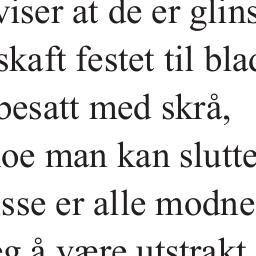 viser at de er glins
skaft festet til blad
besatt med skrå,
noe man kan slutte
sse er alle modne
eg å være utstrakt